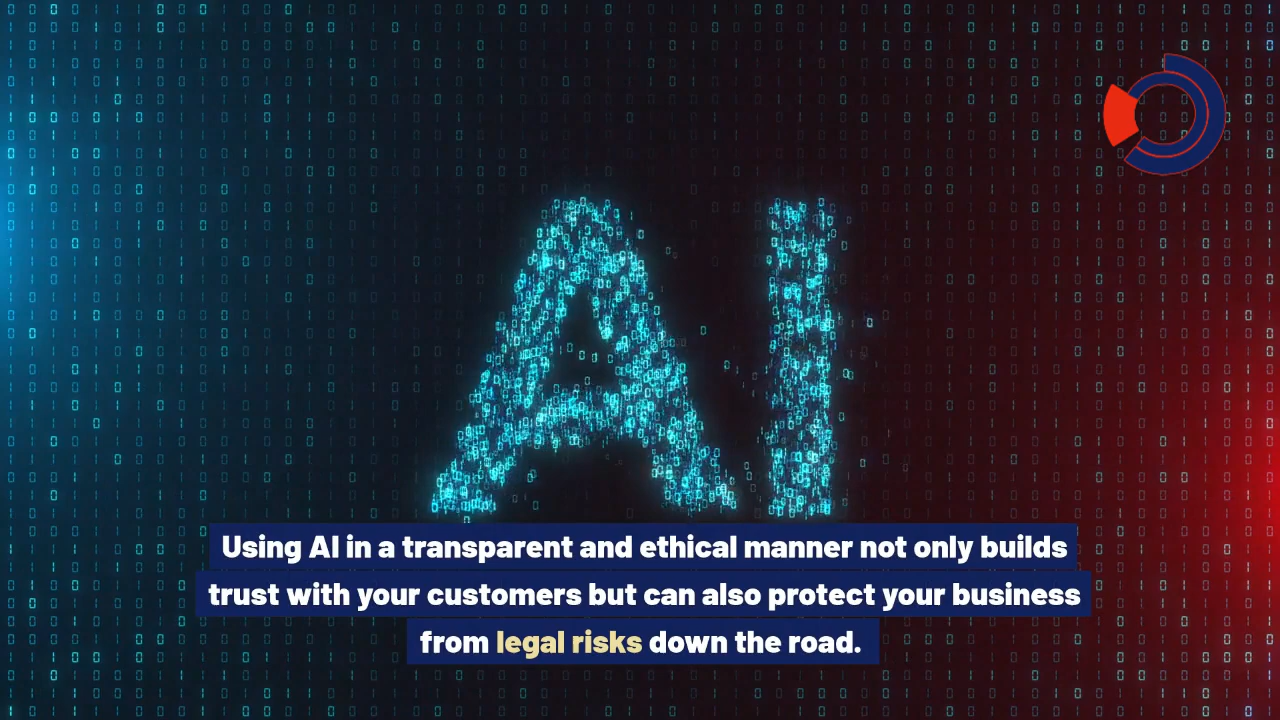 AI
Using AI in a transparent and ethical manner not only builds
trust with your customers but can also protect your business
from legal risks down the road.